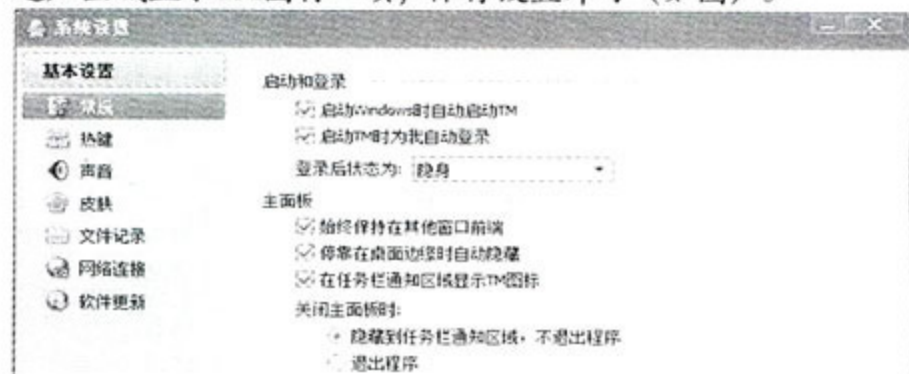 系统设置
基本设置
常规
热键
声音
皮肤
文件记录
网络连接
软件更新
启动和登录
启动Windows时自动启动TM
启动TM时为我自动登录
登录后状态为: 隐身
主面板
始终保持在其他窗口前端
停靠在桌面边缘时自动隐藏
在任务栏通知区域显示TM图标
关闭主面板时:
隐藏到任务栏通知区域，不退出程序
退出程序